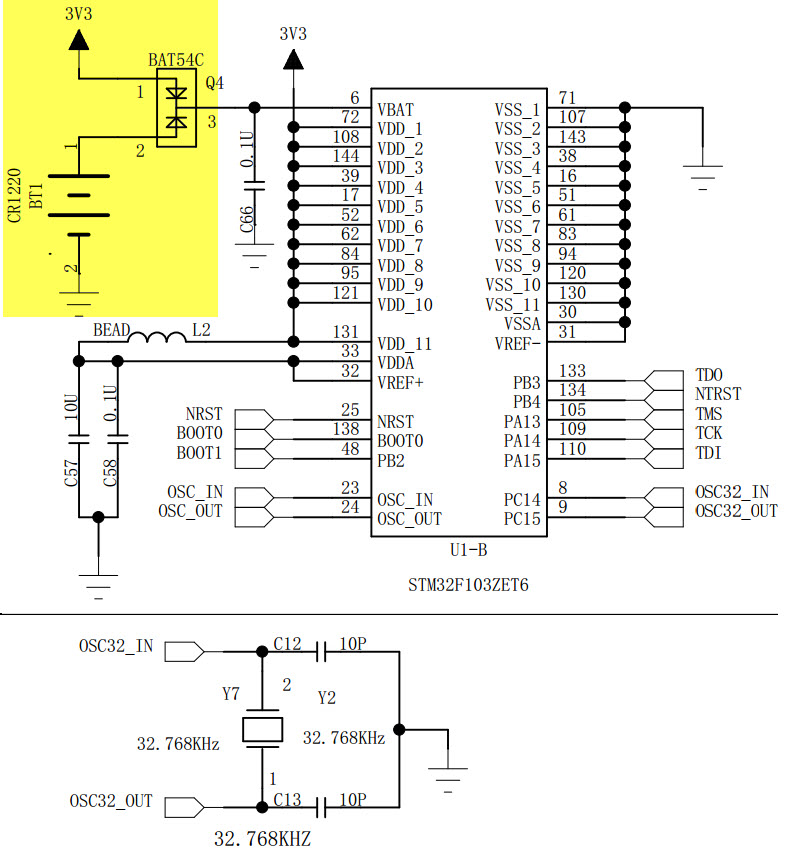 3V3
3V3
BAT54C
Q4
1
3
2
1
CR1220
BT1
2
0.1U
C66
6 VBAT
72 VDD_1
108 VDD_2
144 VDD_3
39 VDD_4
17 VDD_5
52 VDD_6
62 VDD_7
84 VDD_8
95 VDD_9
121 VDD_10
131 VDD_11
33 VDDA
32 VREF+
25 NRST
138 BOOT0
48 PB2
23 OSC_IN
24 OSC_OUT
VSS_1 71
VSS_2 107
VSS_3 143
VSS_4 38
VSS_5 16
VSS_6 51
VSS_7 61
VSS_8 83
VSS_9 94
VSS_10 120
VSS_11 130
VSSA 30
VREF- 31
PB3 133
PB4 134
PA13 105
PA14 109
PA15 110
PC14 8
PC15 9
TDO
NTRST
TMS
TCK
TDI
OSC32_IN
OSC32_OUT
BEAD L2
10U
C57
0.1U
C58
NRST
BOOT0
BOOT1
OSC_IN
OSC_OUT
U1-B
STM32F103ZET6
OSC32_IN
C12 10P
2
Y7 Y2
32.768KHz 32.768KHz
1
OSC32_OUT
C13 10P
32.768KHZ